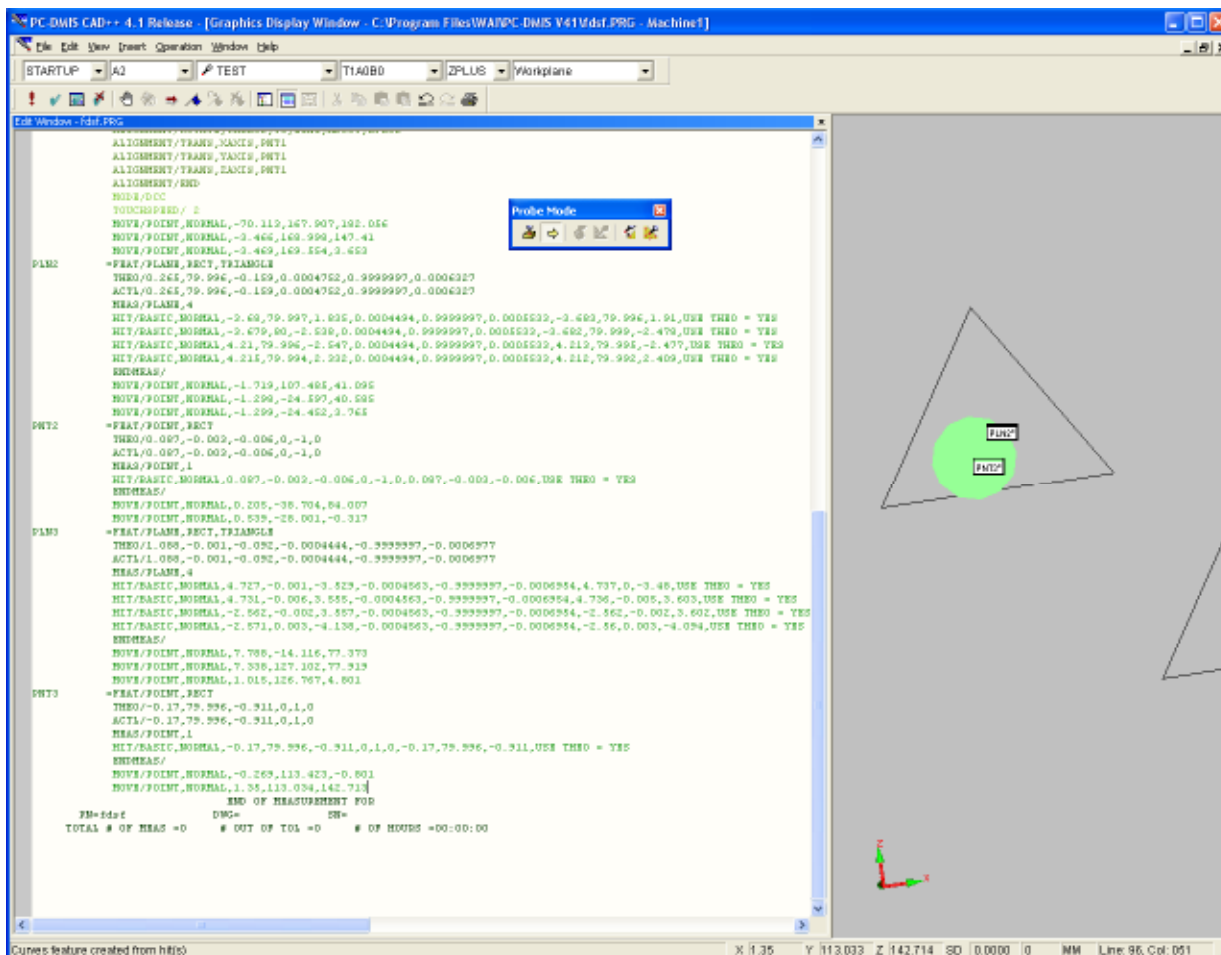 PC-DMIS CAD++ 4.1 Release - [Graphics Display Window - C:\Program Files\WAI\PC-DMIS V41\fdsf.PRG - Machine1]
File Edit View Insert Operation Window Help
STARTUP A2 TEST T1A0B0 ZPLUS Workplane
Edit Window - fdsf.PRG
ALIGNMENT/TRANS,XAXIS,PNT1
ALIGNMENT/TRANS,YAXIS,PNT1
ALIGNMENT/TRANS,ZAXIS,PNT1
ALIGNMENT/END
MODE/DCC
TOUCHSPEED/ 2
MOVE/POINT,NORMAL,-70.113,167.907,182.056
MOVE/POINT,NORMAL,-3.466,168.998,147.41
MOVE/POINT,NORMAL,-3.469,169.554,3.653
Probe Mode
PLN2 =FEAT/PLANE,RECT,TRIANGLE
THEO/0.265,79.996,-0.159,0.0004752,0.9999997,0.0006327
ACTL/0.265,79.996,-0.159,0.0004752,0.9999997,0.0006327
MEAS/PLANE,4
HIT/BASIC,NORMAL,-3.68,79.997,1.835,0.0004494,0.9999997,0.0005533,-3.683,79.996,1.91,USE THEO = YES
HIT/BASIC,NORMAL,-3.679,80,-2.538,0.0004494,0.9999997,0.0005533,-3.682,79.999,-2.478,USE THEO = YES
HIT/BASIC,NORMAL,4.21,79.996,-2.547,0.0004494,0.9999997,0.0005533,4.213,79.995,-2.477,USE THEO = YES
HIT/BASIC,NORMAL,4.215,79.994,2.332,0.0004494,0.9999997,0.0005533,4.212,79.992,2.409,USE THEO = YES
ENDMEAS/
MOVE/POINT,NORMAL,-1.719,107.485,41.095
MOVE/POINT,NORMAL,-1.298,-24.597,40.585
MOVE/POINT,NORMAL,-1.299,-24.452,3.765
PNT2 =FEAT/POINT,RECT
THEO/0.087,-0.003,-0.006,0,-1,0
ACTL/0.087,-0.003,-0.006,0,-1,0
MEAS/POINT,1
HIT/BASIC,NORMAL,0.087,-0.003,-0.006,0,-1,0,0.087,-0.003,-0.006,USE THEO = YES
ENDMEAS/
MOVE/POINT,NORMAL,0.205,-38.704,84.007
MOVE/POINT,NORMAL,0.539,-28.001,-0.317
PLN3 =FEAT/PLANE,RECT,TRIANGLE
THEO/1.088,-0.001,-0.092,-0.0004444,-0.9999997,-0.0006977
ACTL/1.088,-0.001,-0.092,-0.0004444,-0.9999997,-0.0006977
MEAS/PLANE,4
HIT/BASIC,NORMAL,4.727,-0.001,-3.529,-0.0004563,-0.9999997,-0.0006954,4.737,0,-3.48,USE THEO = YES
HIT/BASIC,NORMAL,4.731,-0.006,3.555,-0.0004563,-0.9999997,-0.0006954,4.736,-0.005,3.603,USE THEO = YES
HIT/BASIC,NORMAL,-2.562,-0.002,3.557,-0.0004563,-0.9999997,-0.0006954,-2.562,-0.002,3.602,USE THEO = YES
HIT/BASIC,NORMAL,-2.571,0.003,-4.138,-0.0004563,-0.9999997,-0.0006954,-2.56,0.003,-4.094,USE THEO = YES
ENDMEAS/
MOVE/POINT,NORMAL,7.788,-14.116,77.373
MOVE/POINT,NORMAL,7.338,127.102,77.919
MOVE/POINT,NORMAL,1.015,126.767,4.801
PNT3 =FEAT/POINT,RECT
THEO/-0.17,79.996,-0.911,0,1,0
ACTL/-0.17,79.996,-0.911,0,1,0
MEAS/POINT,1
HIT/BASIC,NORMAL,-0.17,79.996,-0.911,0,1,0,-0.17,79.996,-0.911,USE THEO = YES
ENDMEAS/
MOVE/POINT,NORMAL,-0.269,113.423,-0.801
MOVE/POINT,NORMAL,1.35,113.034,142.713
END OF MEASUREMENT FOR
PN=fdsf DWG= SN=
TOTAL # OF MEAS =0 # OUT OF TOL =0 # OF HOURS =00:00:00
PLN2
Z
X
Curves feature created from hit(s)
X 1.35 Y 113.033 Z 142.714 SD 0.0000 0 MM Line: 96, Col: 051